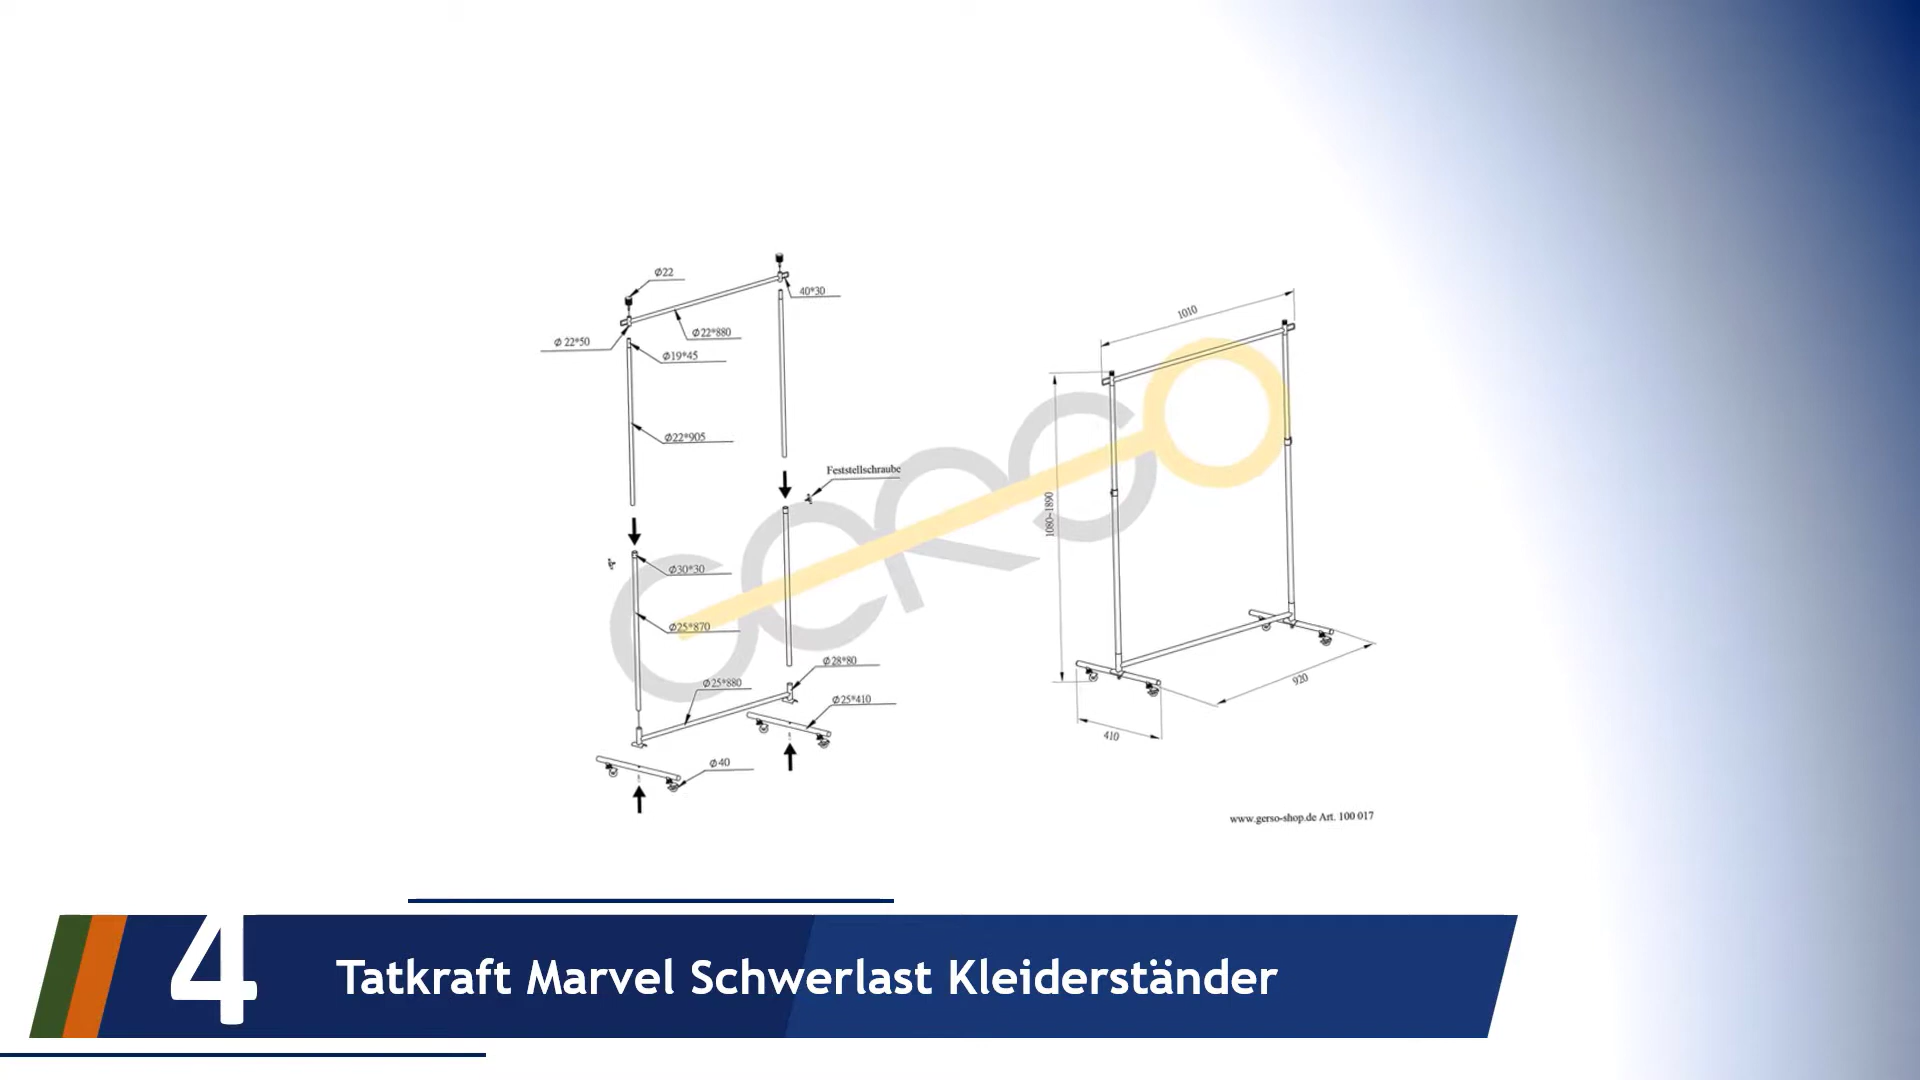 Ø22
40*30
Ø22*880
Ø 22*50
Ø19*45
Ø22*905
Feststellschraube
Ø30*30
Ø25*870
Ø28*80
Ø25*880
Ø25*410
Ø40
1010
1080~1890
920
410
GERSO
www.gerso-shop.de Art. 100 017
4
Tatkraft Marvel Schwerlast Kleiderständer